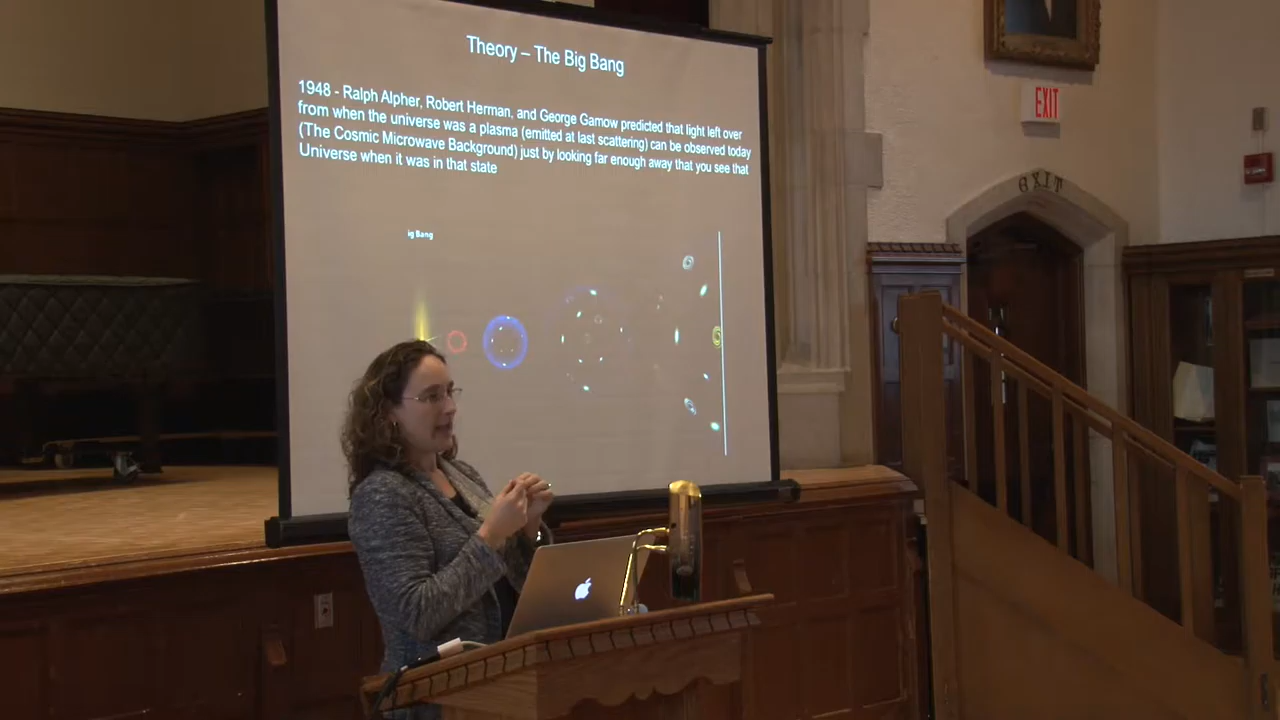 Theory – The Big Bang
1948 - Ralph Alpher, Robert Herman, and George Gamow predicted that light left over
from when the universe was a plasma (emitted at last scattering) can be observed today
(The Cosmic Microwave Background) just by looking far enough away that you see that
Universe when it was in that state
ig Bang
EXIT
EXIT